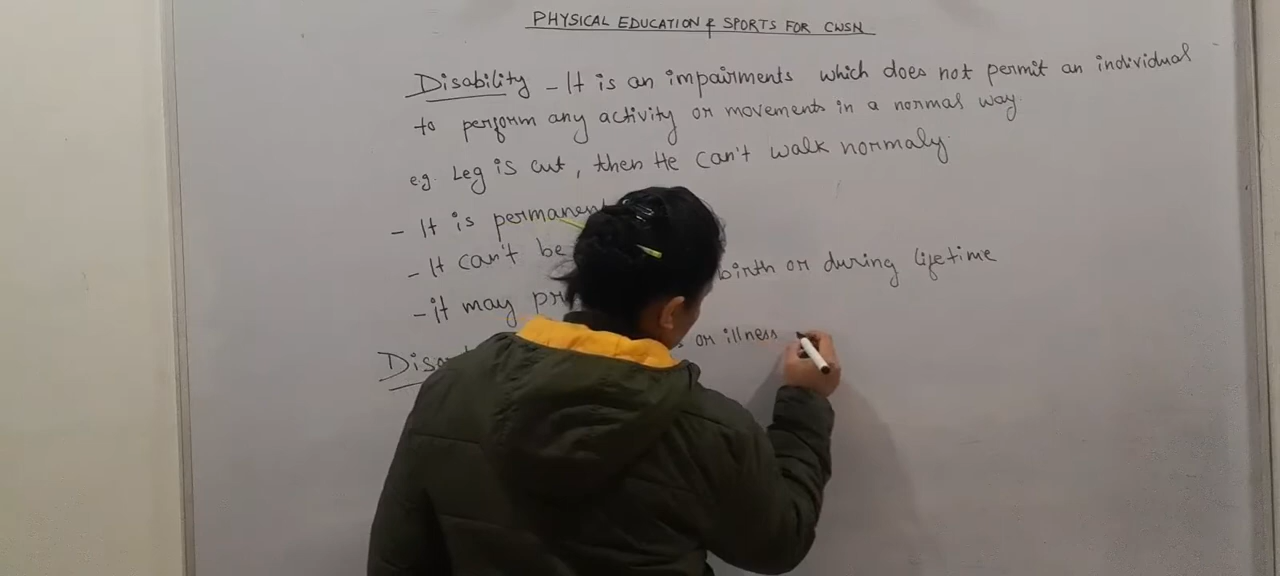 PHYSICAL EDUCATION & SPORTS FOR CWSN
Disability - It is an impairments which does not permit an individual
to perform any activity or movements in a normal way.
e.g. Leg is cut, then He can't walk normaly.
- It is permanent
- It can't be
- it may birth or during lifetime
or illness